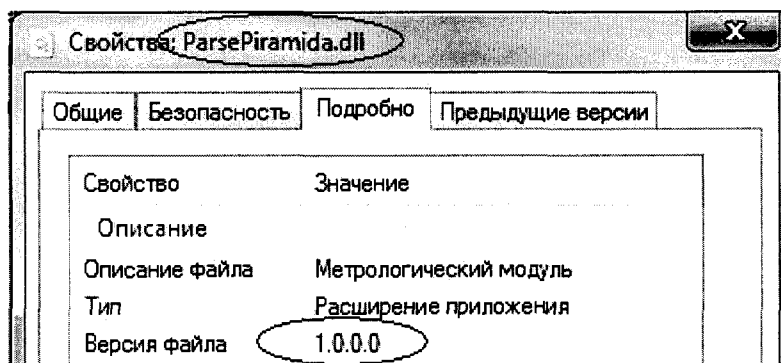 Свойства: ParsePiramida.dll
X
Общие Безопасность Подробно Предыдущие версии
Свойство Значение
Описание
Описание файла Метрологический модуль
Тип Расширение приложения
Версия файла 1.0.0.0